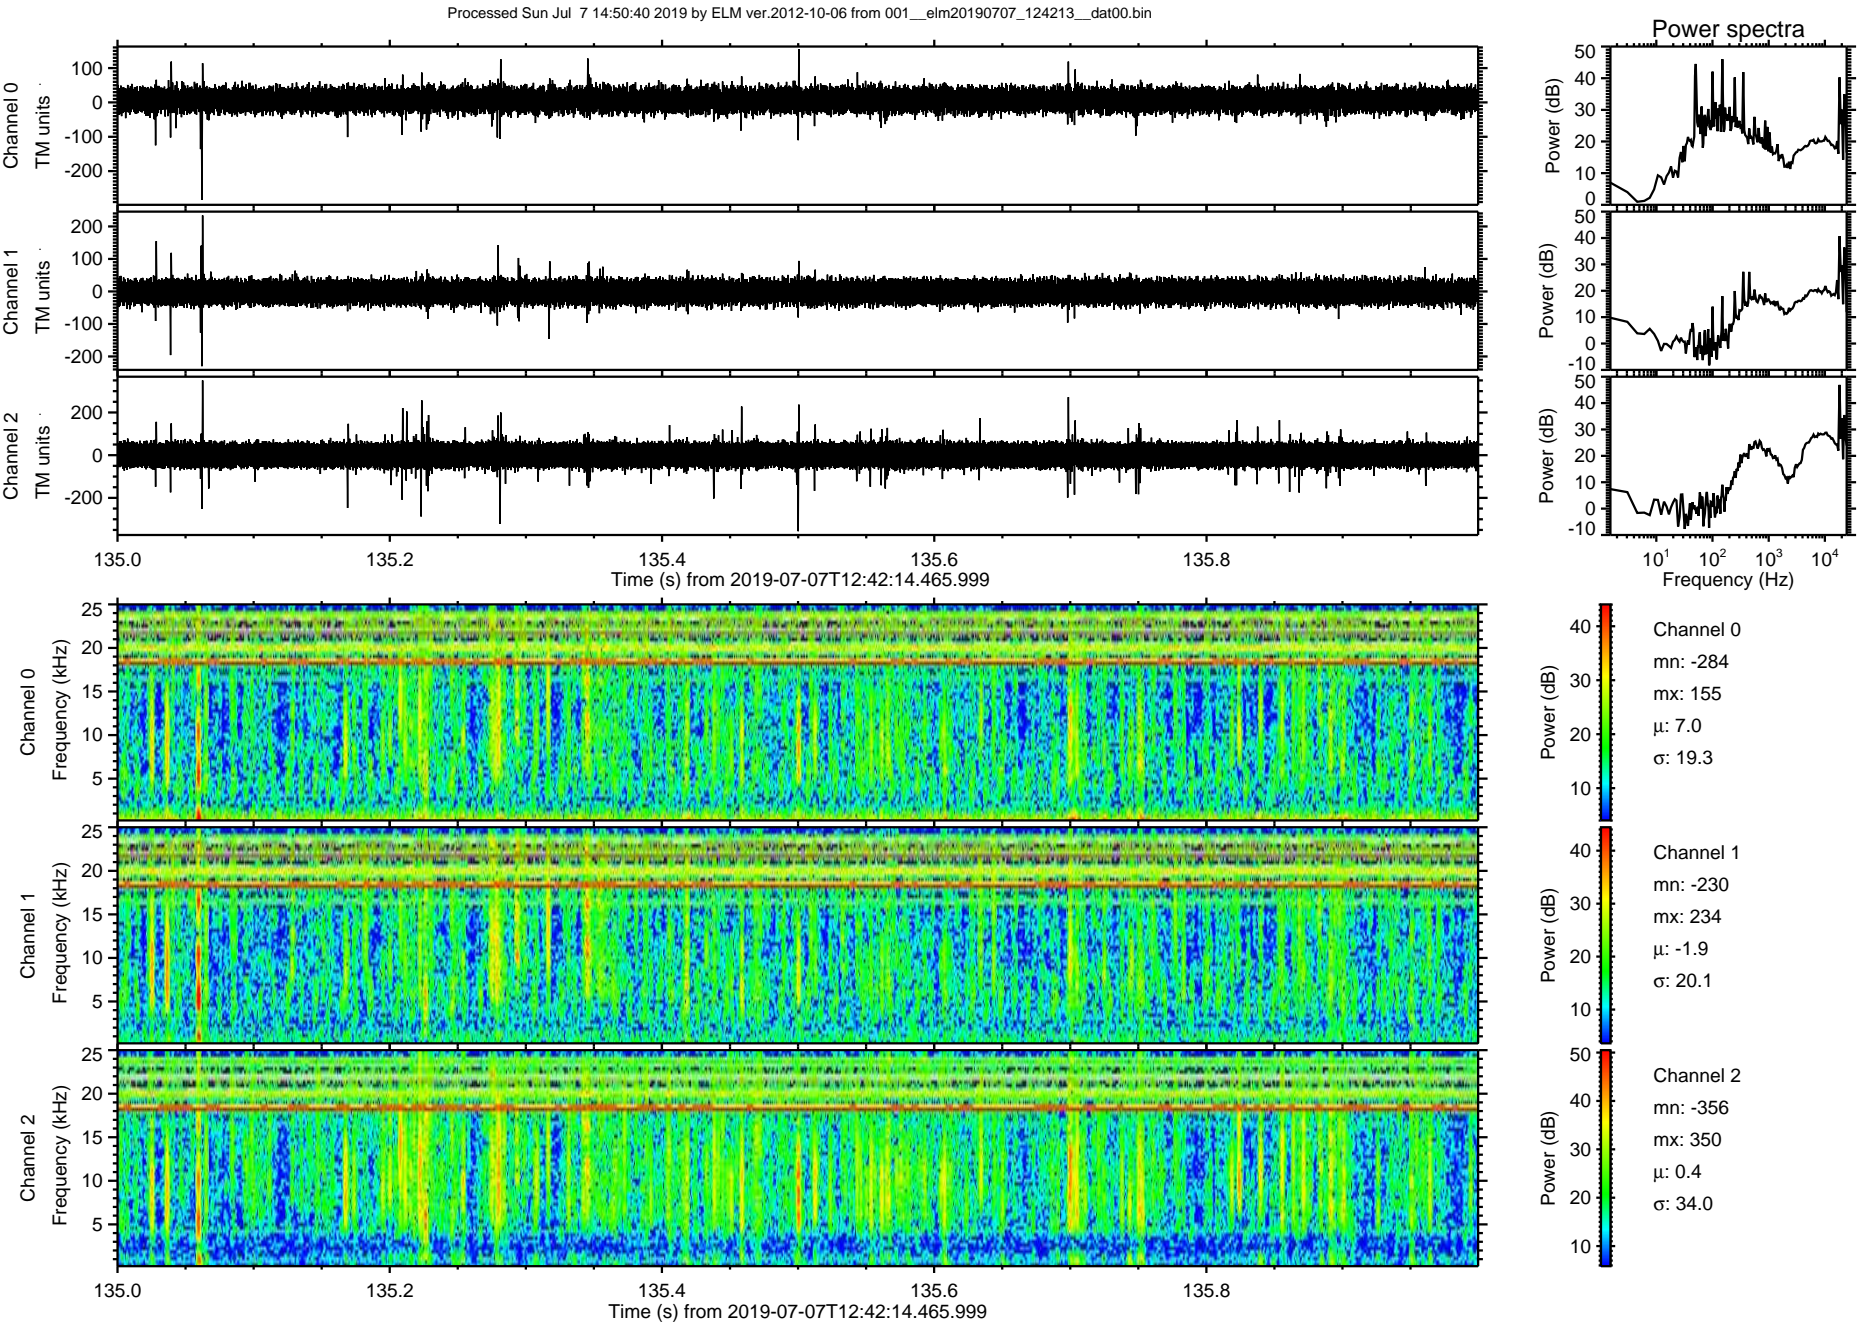 Processed Sun Jul 7 14:50:40 2019 by ELM ver.2012-10-06 from 001__elm20190707_124213__dat00.bin
Power spectra
Channel 0
TM units
100
0
-100
-200
Power (dB)
50
40
30
20
10
0
Channel 1
TM units
200
100
0
-100
-200
Power (dB)
50
40
30
20
10
0
-10
Channel 2
TM units
200
0
-200
Power (dB)
50
40
30
20
10
0
-10
135.0 135.2 135.4 135.6 135.8
Time (s) from 2019-07-07T12:42:14.465.999
10^1 10^2 10^3 10^4
Frequency (Hz)
Channel 0
Frequency (kHz)
25
20
15
10
5
Power (dB)
40
30
20
10
Channel 0
mn: -284
mx: 155
μ: 7.0
σ: 19.3
Channel 1
Frequency (kHz)
25
20
15
10
5
Power (dB)
40
30
20
10
Channel 1
mn: -230
mx: 234
μ: -1.9
σ: 20.1
Channel 2
Frequency (kHz)
25
20
15
10
5
Power (dB)
50
40
30
20
10
Channel 2
mn: -356
mx: 350
μ: 0.4
σ: 34.0
135.0 135.2 135.4 135.6 135.8
Time (s) from 2019-07-07T12:42:14.465.999